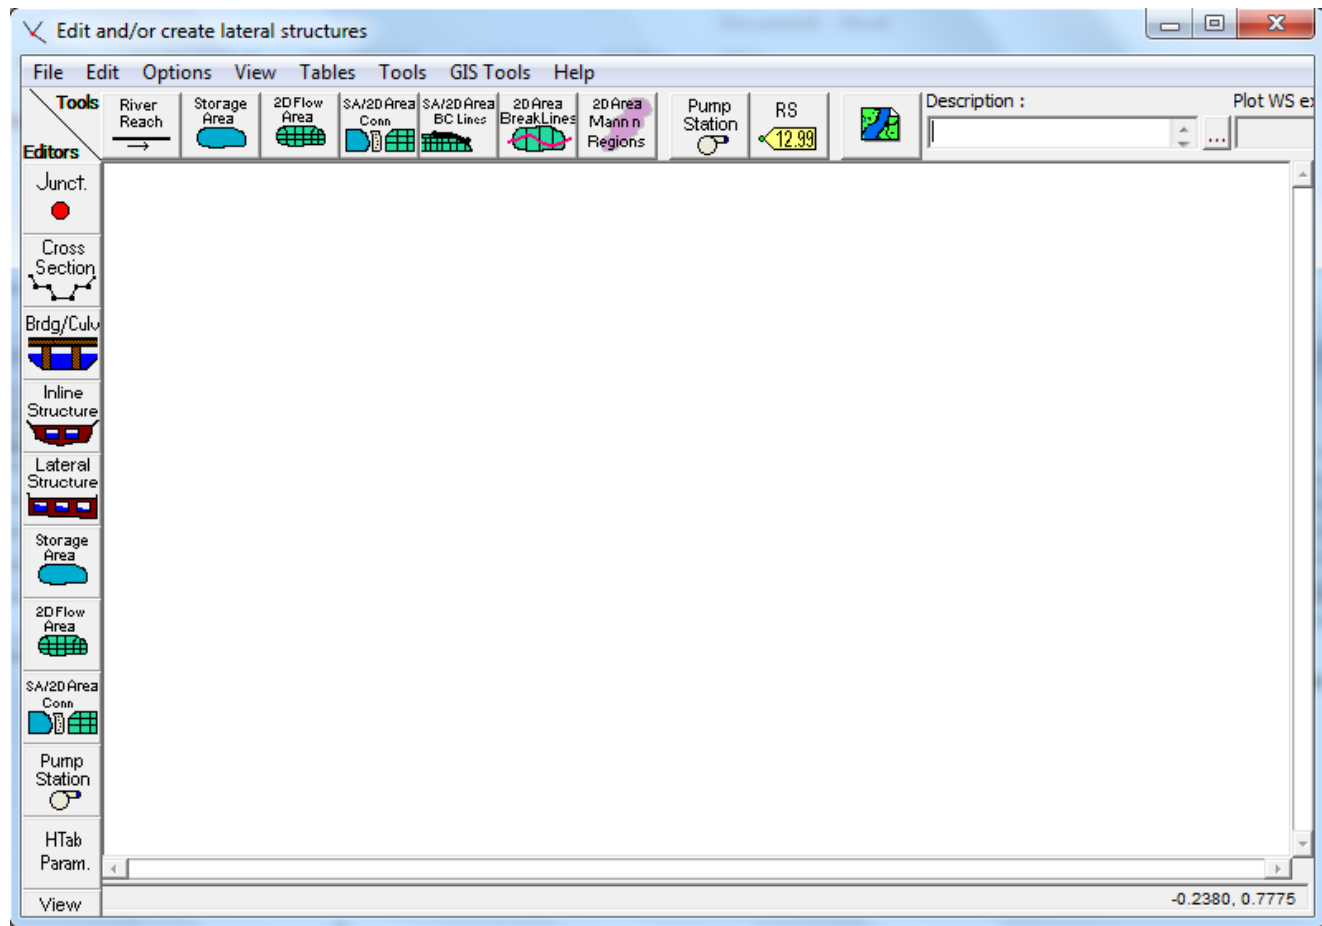 Edit and/or create lateral structures
File Edit Options View Tables Tools GIS Tools Help
Tools
Editors
River
Reach
Storage
Area
2D Flow
Area
SA/2D Area
Conn
SA/2D Area
BC Lines
2D Area
BreakLines
2D Area
Mann n
Regions
Pump
Station
RS
12.99
Description :
...
Plot WS e
Junct.
Cross
Section
Brdg/Culv
Inline
Structure
Lateral
Structure
Storage
Area
2D Flow
Area
SA/2D Area
Conn
Pump
Station
HTab
Param.
View
-0.2380, 0.7775